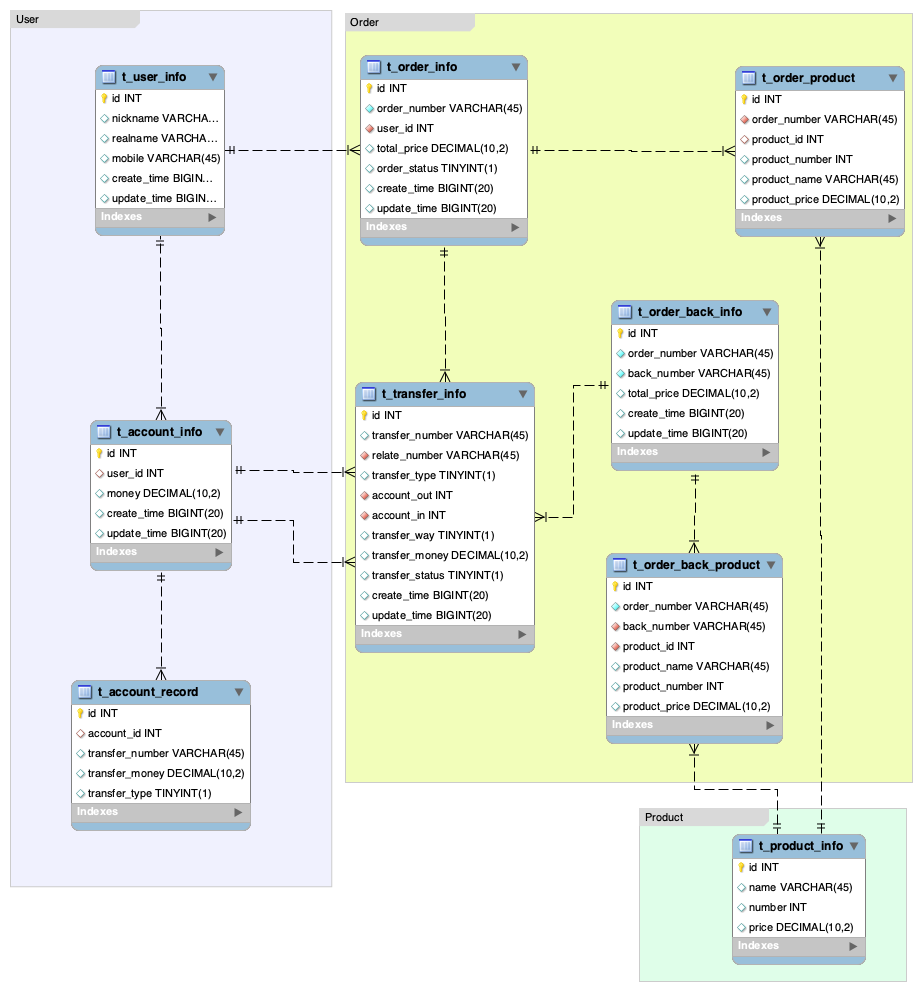 User
t_user_info
id INT
nickname VARCHA...
realname VARCHA...
mobile VARCHAR(45)
create_time BIGIN...
update_time BIGIN...
Indexes
t_account_info
id INT
user_id INT
money DECIMAL(10,2)
create_time BIGINT(20)
update_time BIGINT(20)
Indexes
t_account_record
id INT
account_id INT
transfer_number VARCHAR(45)
transfer_money DECIMAL(10,2)
transfer_type TINYINT(1)
Indexes
Order
t_order_info
id INT
order_number VARCHAR(45)
user_id INT
total_price DECIMAL(10,2)
order_status TINYINT(1)
create_time BIGINT(20)
update_time BIGINT(20)
Indexes
t_order_product
id INT
order_number VARCHAR(45)
product_id INT
product_number INT
product_name VARCHAR(45)
product_price DECIMAL(10,2)
Indexes
t_transfer_info
id INT
transfer_number VARCHAR(45)
relate_number VARCHAR(45)
transfer_type TINYINT(1)
account_out INT
account_in INT
transfer_way TINYINT(1)
transfer_money DECIMAL(10,2)
transfer_status TINYINT(1)
create_time BIGINT(20)
update_time BIGINT(20)
Indexes
t_order_back_info
id INT
order_number VARCHAR(45)
back_number VARCHAR(45)
total_price DECIMAL(10,2)
create_time BIGINT(20)
update_time BIGINT(20)
Indexes
t_order_back_product
id INT
order_number VARCHAR(45)
back_number VARCHAR(45)
product_id INT
product_name VARCHAR(45)
product_number INT
product_price DECIMAL(10,2)
Indexes
Product
t_product_info
id INT
name VARCHAR(45)
number INT
price DECIMAL(10,2)
Indexes